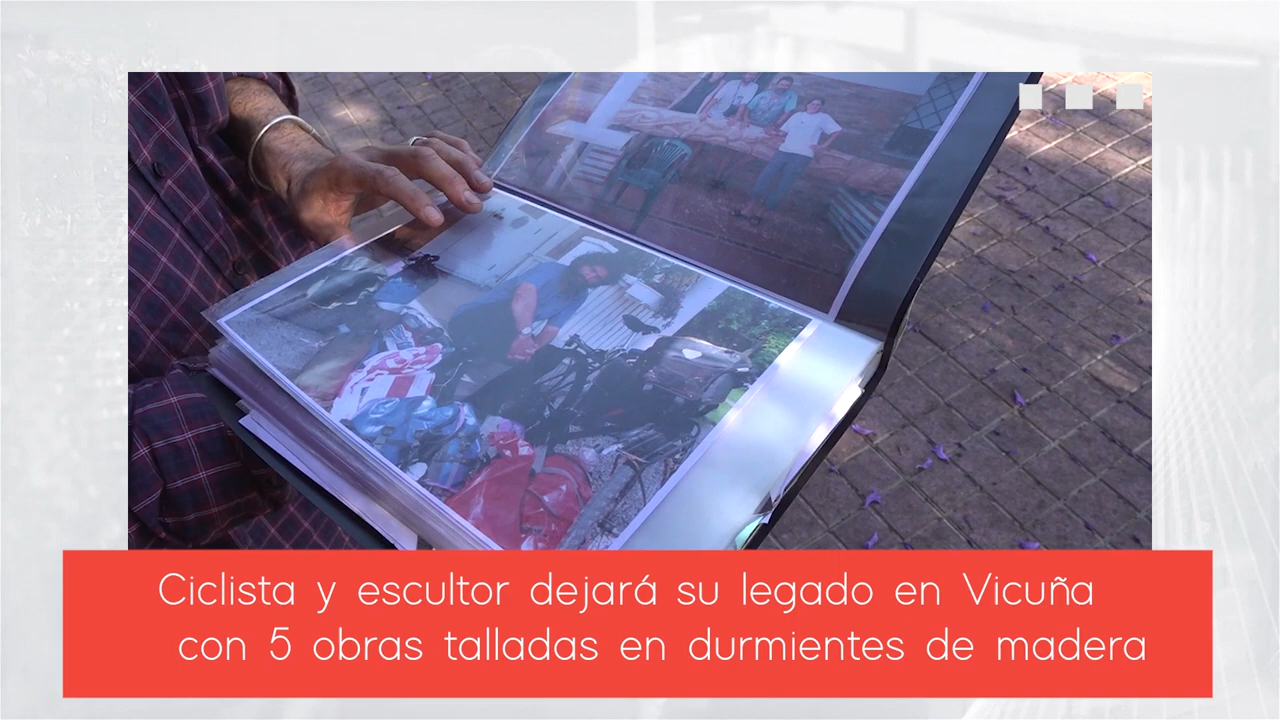 Ciclista y escultor dejará su legado en Vicuña
con 5 obras talladas en durmientes de madera